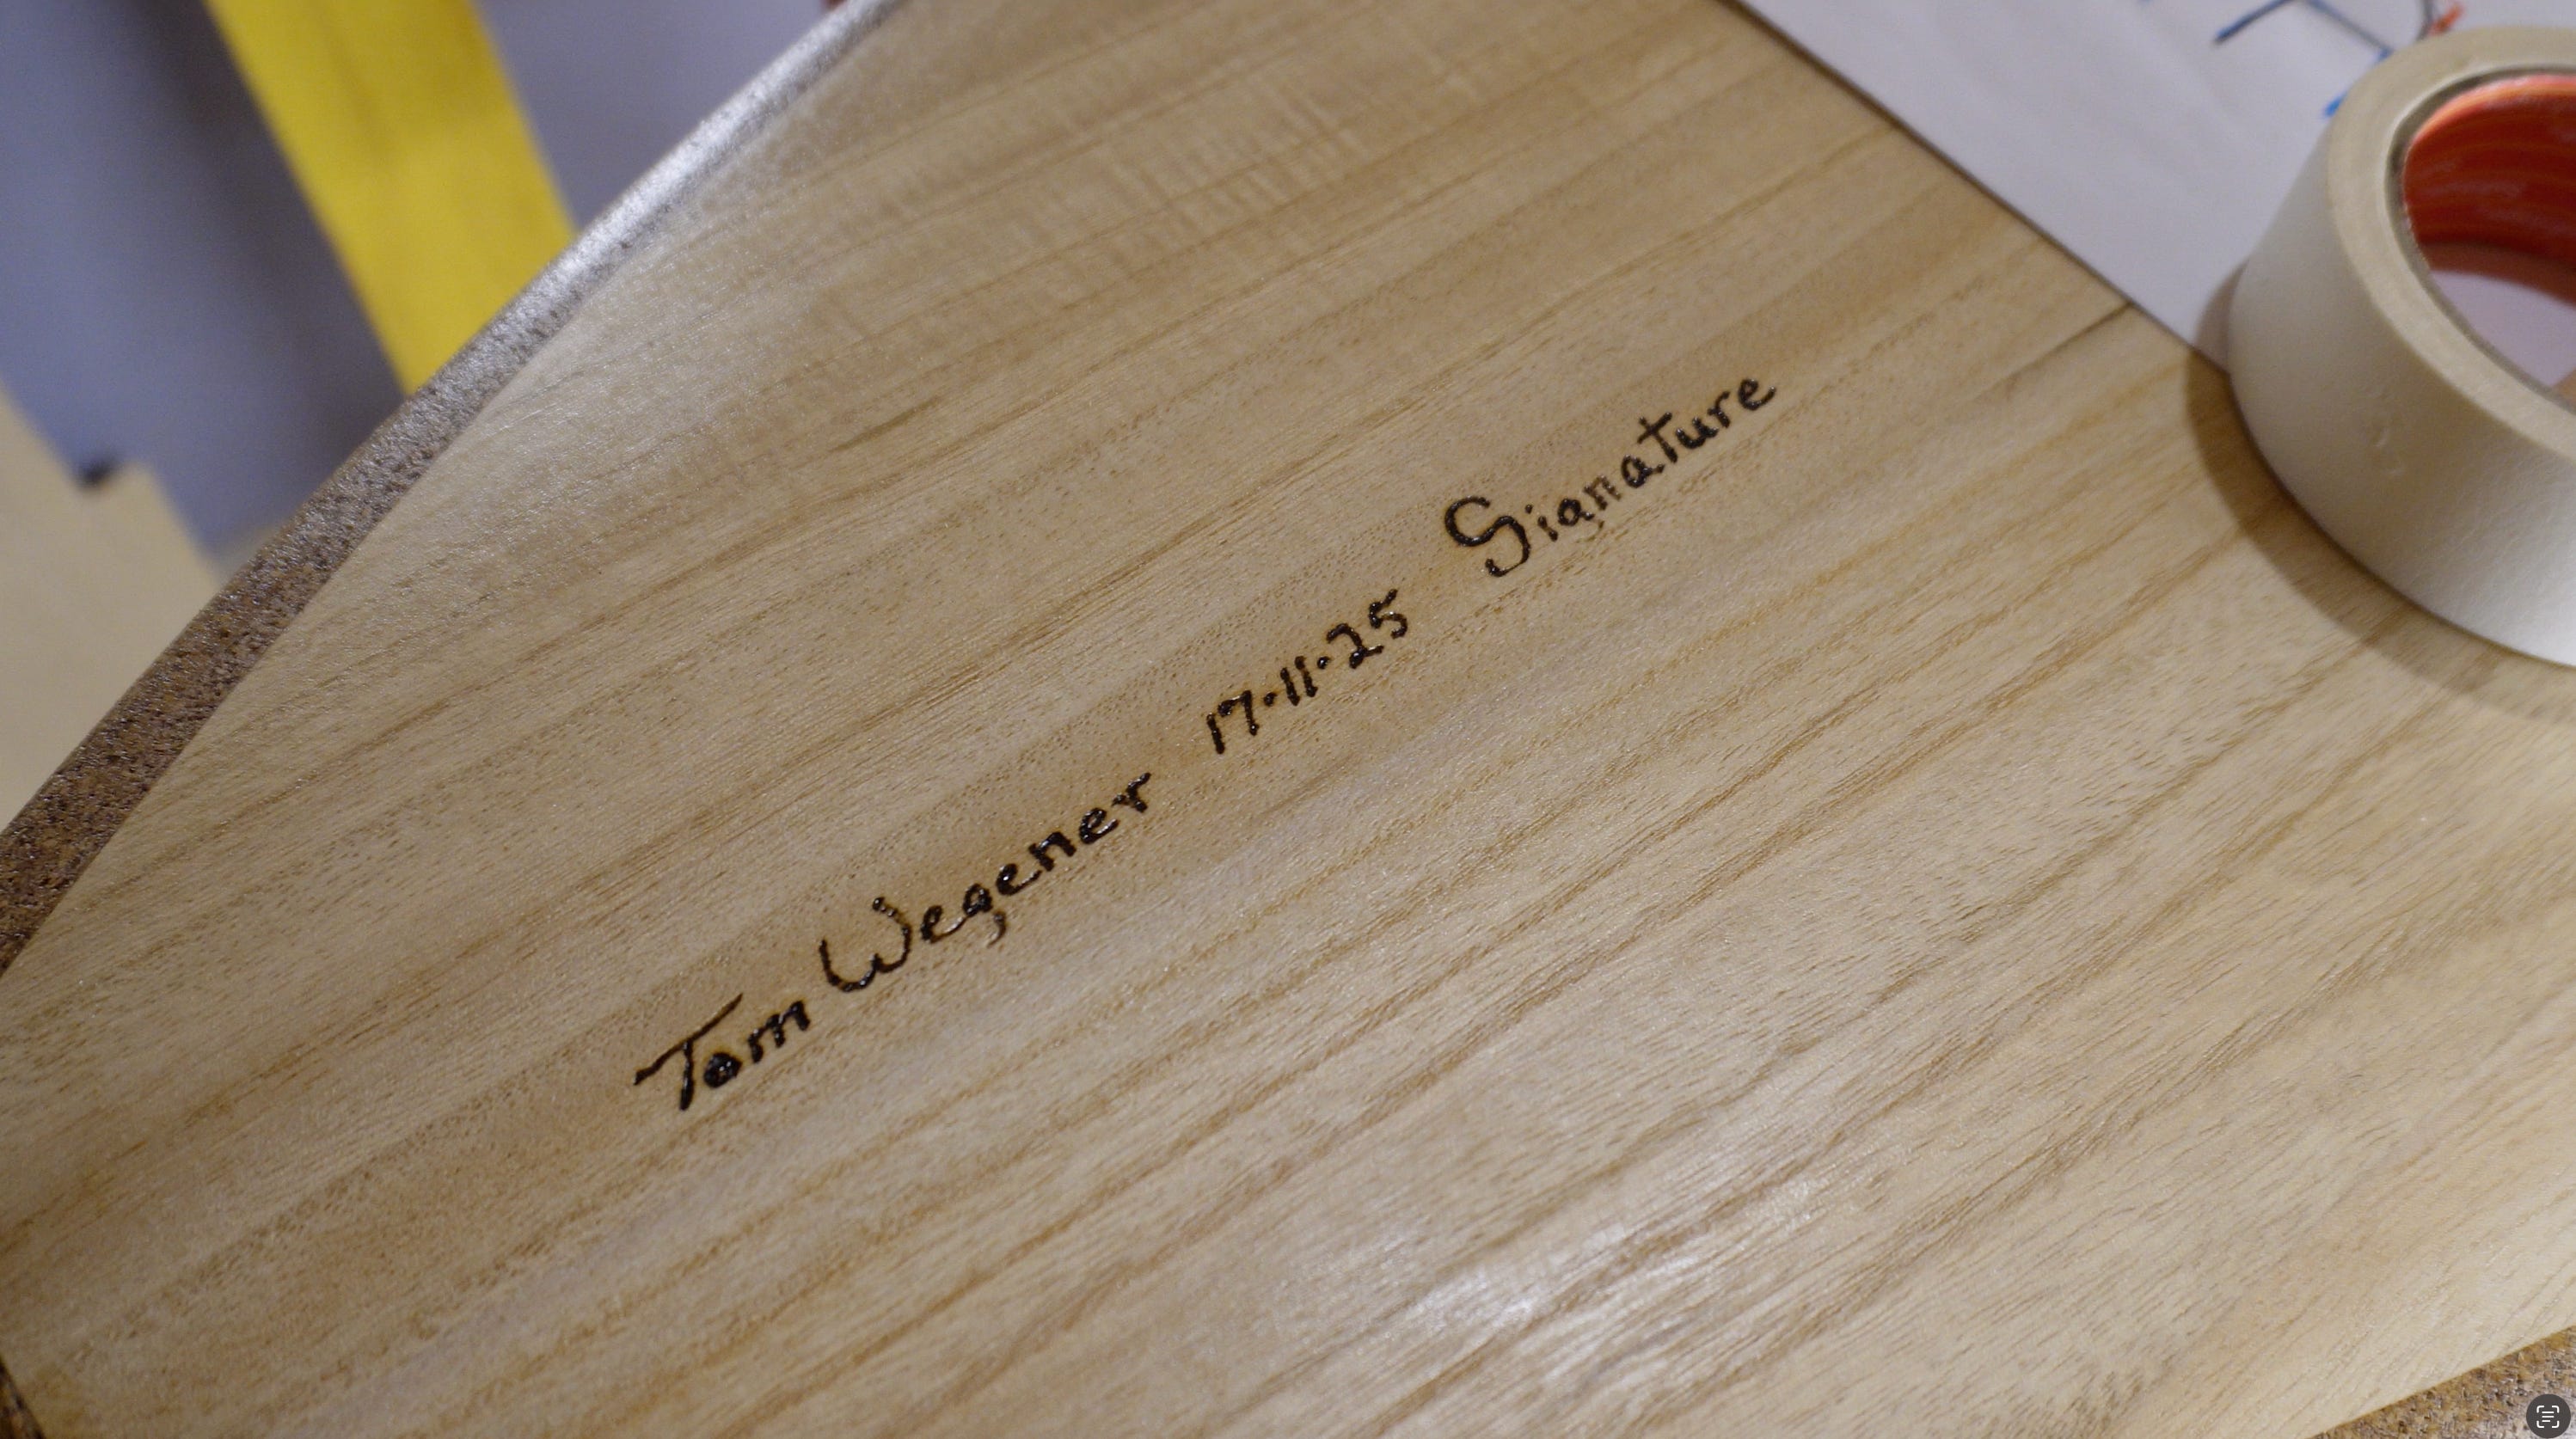 Tom Wegener 17·11·25 Signature